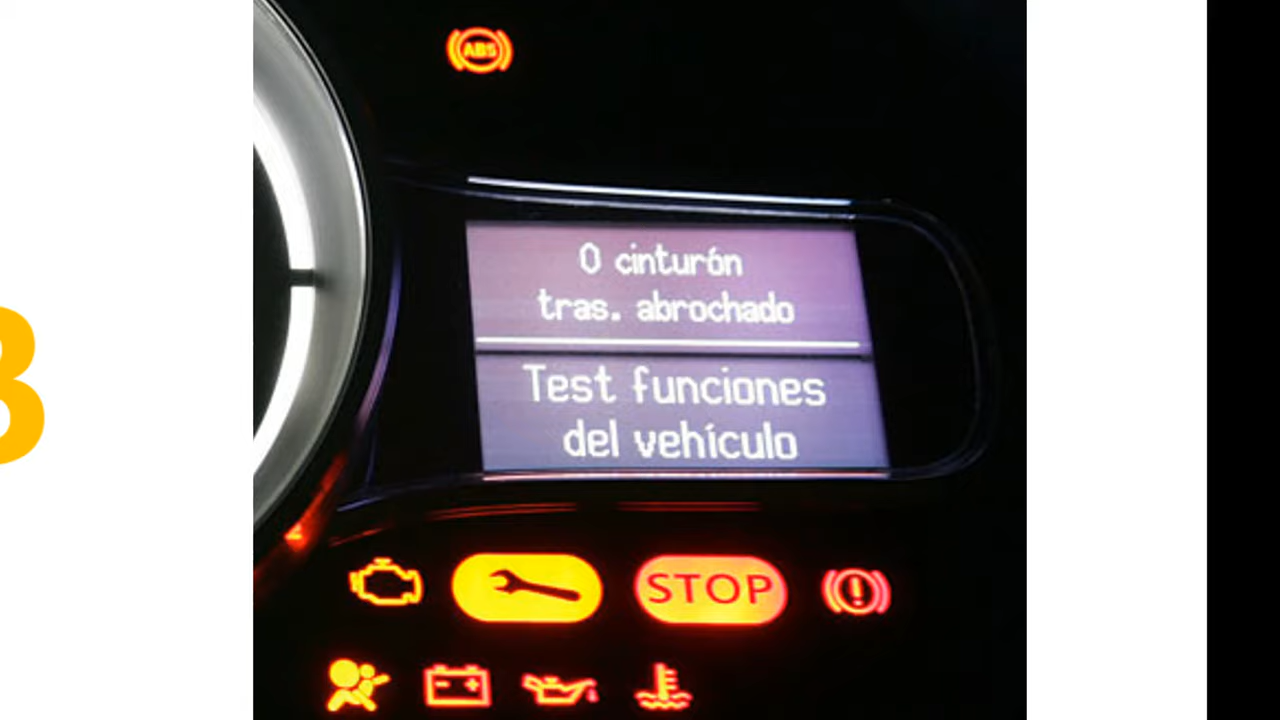 ABS
0 cinturón
tras. abrochado
Test funciones
del vehículo
STOP